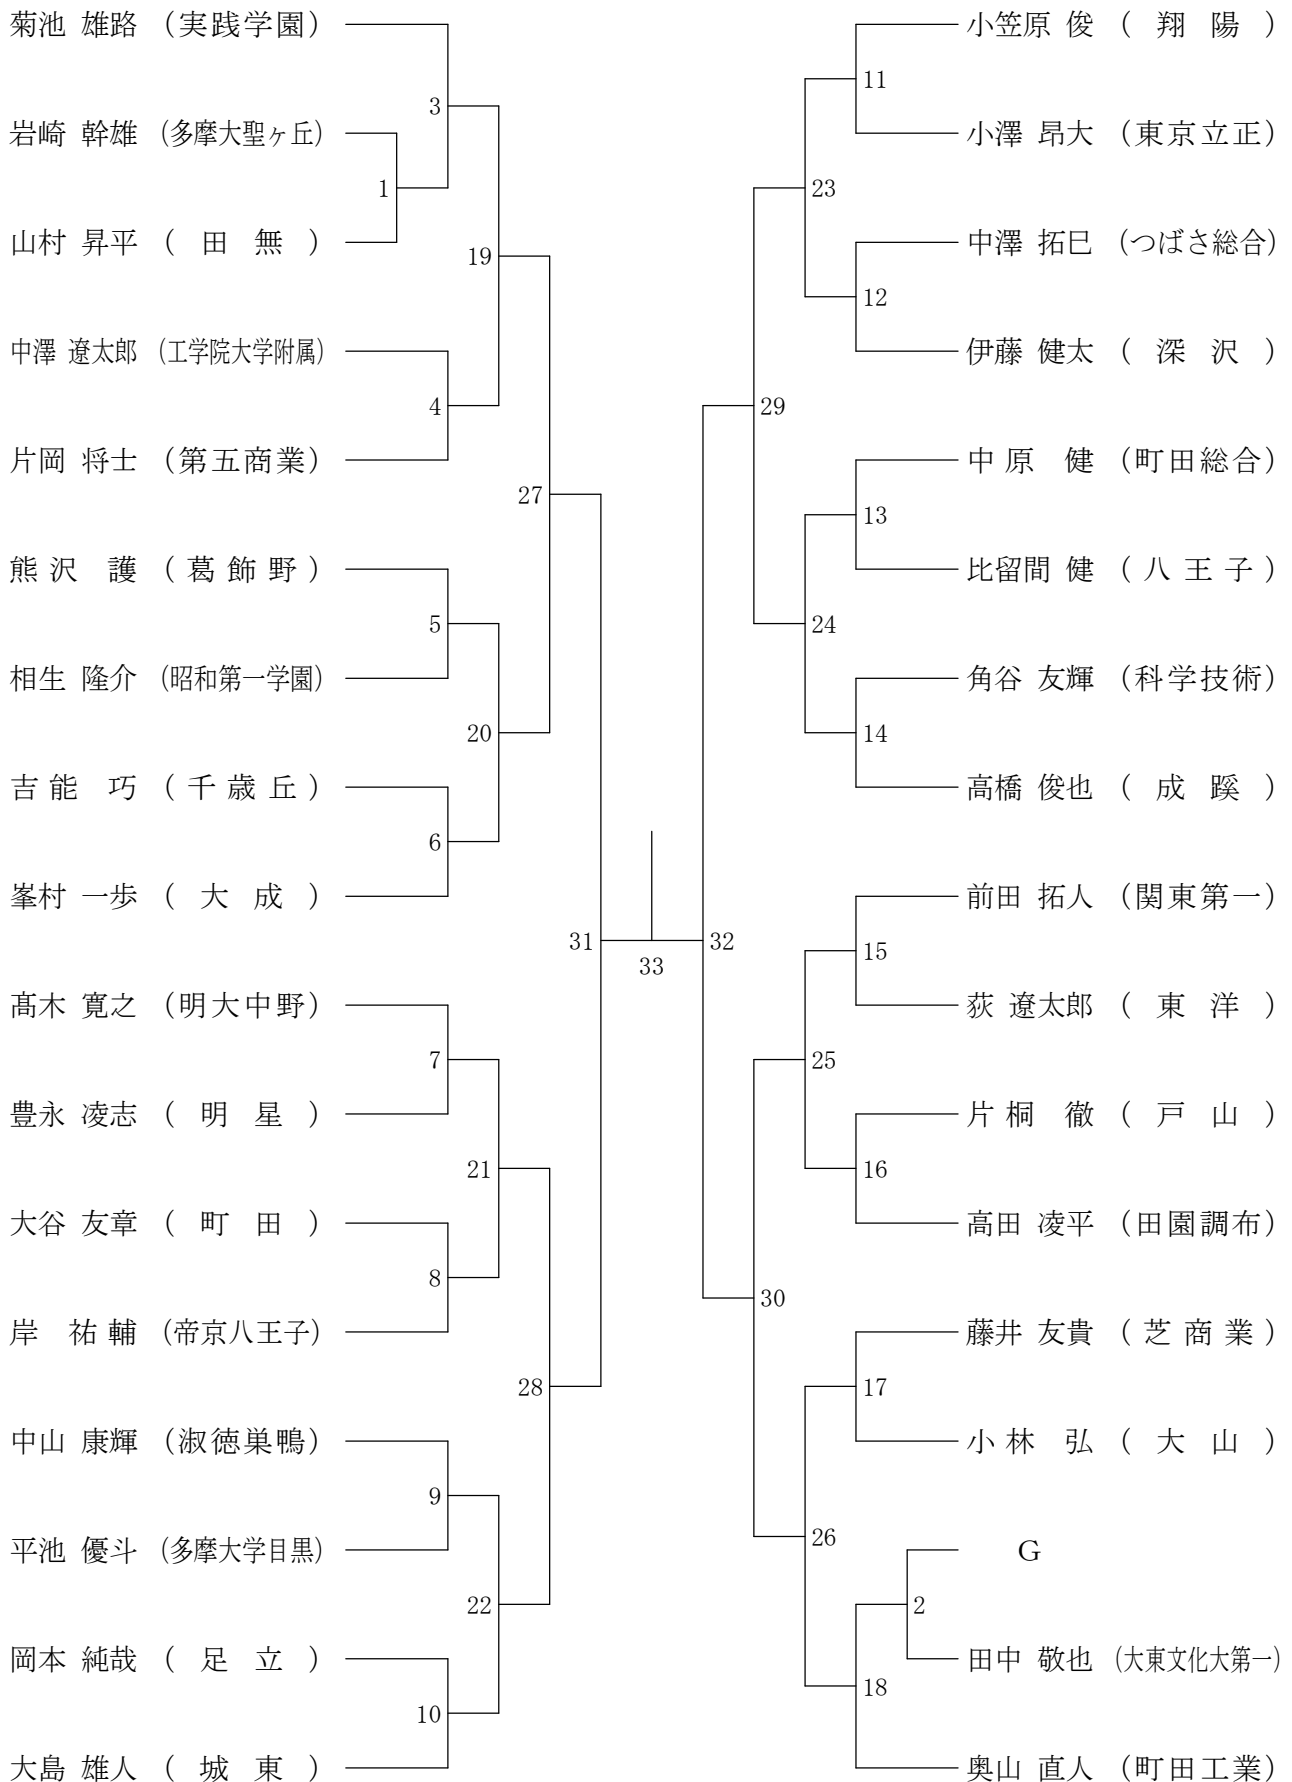 菊池 雄路 (実践学園)
3
岩崎 幹雄 (多摩大聖ヶ丘)
1
山村 昇平 (田無)
19
中澤 遼太郎 (工学院大学附属)
4
片岡 将士 (第五商業)
27
熊沢 護 (葛飾野)
5
相生 隆介 (昭和第一学園)
20
吉能 巧 (千歳丘)
6
峯村 一歩 (大成)
31
髙木 寛之 (明大中野)
7
豊永 凌志 (明星)
21
大谷 友章 (町田)
8
岸 祐輔 (帝京八王子)
28
中山 康輝 (淑徳巣鴨)
9
平池 優斗 (多摩大学目黒)
22
岡本 純哉 (足立)
10
大島 雄人 (城東)
33
小笠原 俊 (翔陽)
11
小澤 昂大 (東京立正)
23
中澤 拓巳 (つばさ総合)
12
伊藤 健太 (深沢)
29
中原 健 (町田総合)
13
比留間 健 (八王子)
24
角谷 友輝 (科学技術)
14
高橋 俊也 (成蹊)
32
前田 拓人 (関東第一)
15
荻 遼太郎 (東洋)
25
片桐 徹 (戸山)
16
高田 凌平 (田園調布)
30
藤井 友貴 (芝商業)
17
小林 弘 (大山)
26
G
2
田中 敬也 (大東文化大第一)
18
奥山 直人 (町田工業)